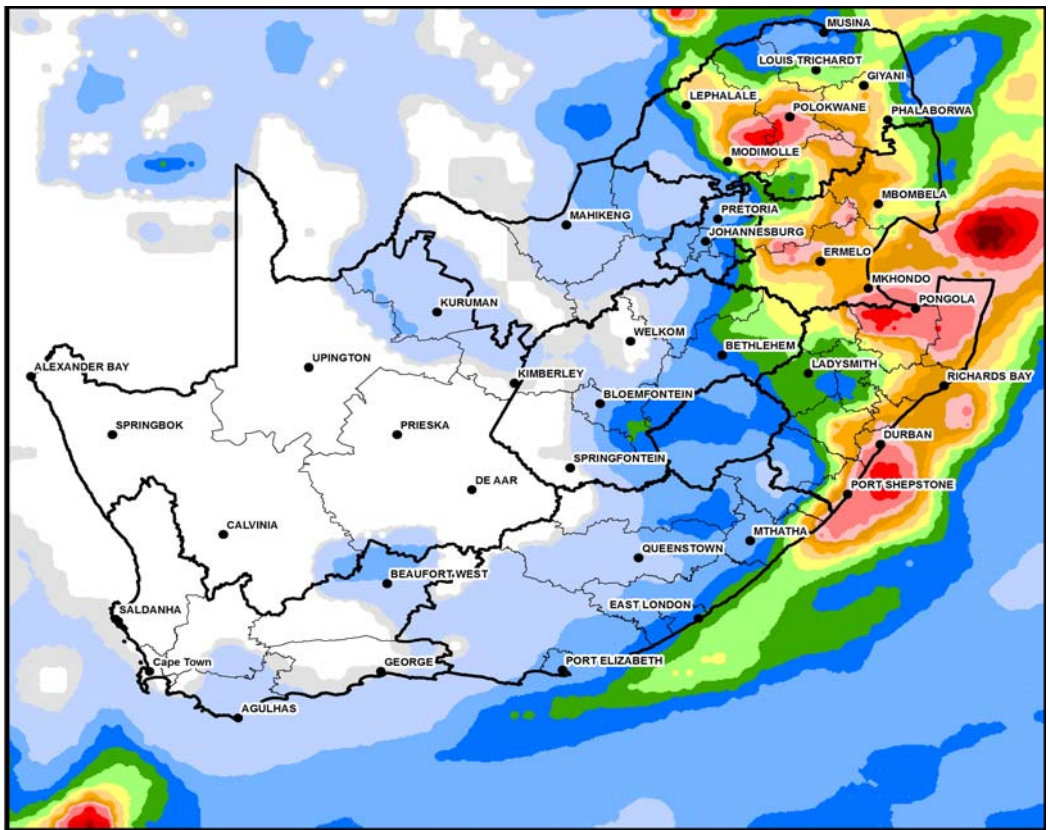 MUSINA
LOUIS TRICHARDT
GIYANI
LEPHALALE
POLOKWANE
PHALABORWA
MODIMOLLE
MBOMBELA
PRETORIA
MAHIKENG
JOHANNESBURG
ERMELO
MKHONDO
KURUMAN
PONGOLA
WELKOM
BETHLEHEM
UPINGTON
LADYSMITH
ALEXANDER BAY
KIMBERLEY
RICHARDS BAY
BLOEMFONTEIN
SPRINGBOK
PRIESKA
DURBAN
SPRINGFONTEIN
DE AAR
PORT SHEPSTONE
CALVINIA
MTHATHA
QUEENSTOWN
BEAUFORT WEST
SALDANHA
EAST LONDON
Cape Town
GEORGE
PORT ELIZABETH
AGULHAS